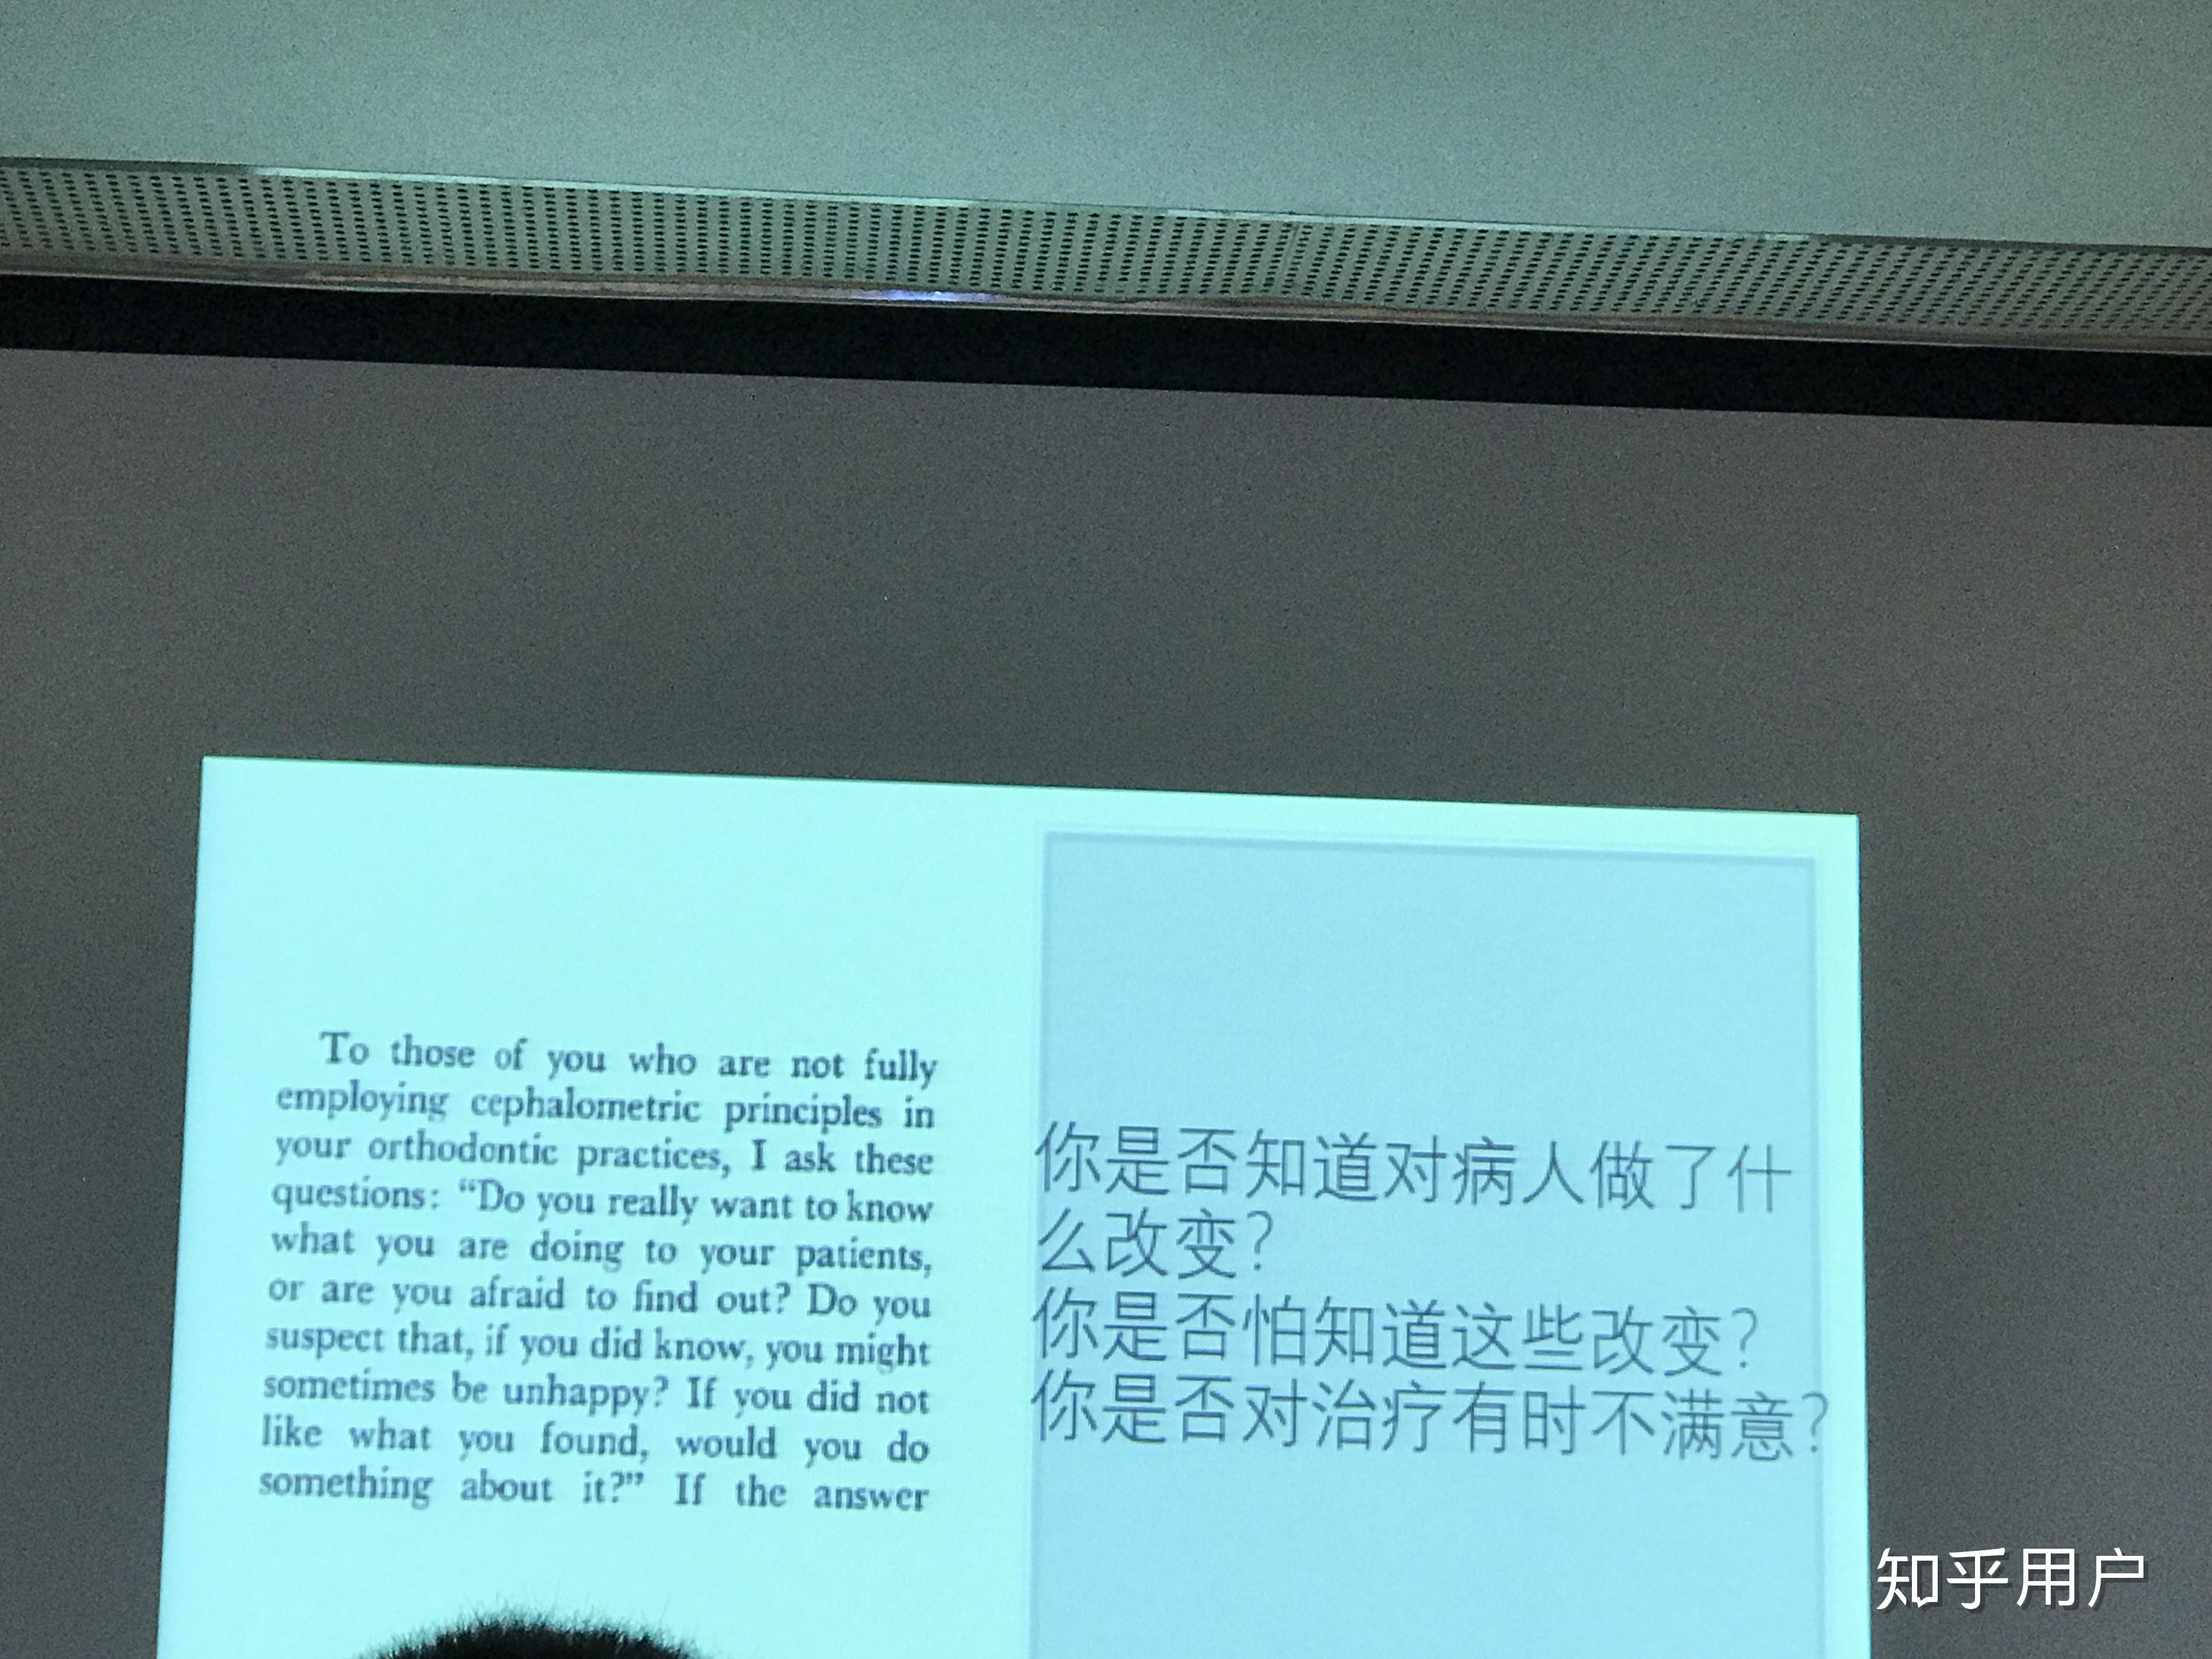 To those of you who are not fully
employing cephalometric principles in
your orthodontic practices, I ask these
questions: “Do you really want to know
what you are doing to your patients,
or are you afraid to find out? Do you
suspect that, if you did know, you might
sometimes be unhappy? If you did not
like what you found, would you do
something about it?” If the answer
你是否知道对病人做了什
么改变?
你是否怕知道这些改变?
你是否对治疗有时不满意?
知乎用户